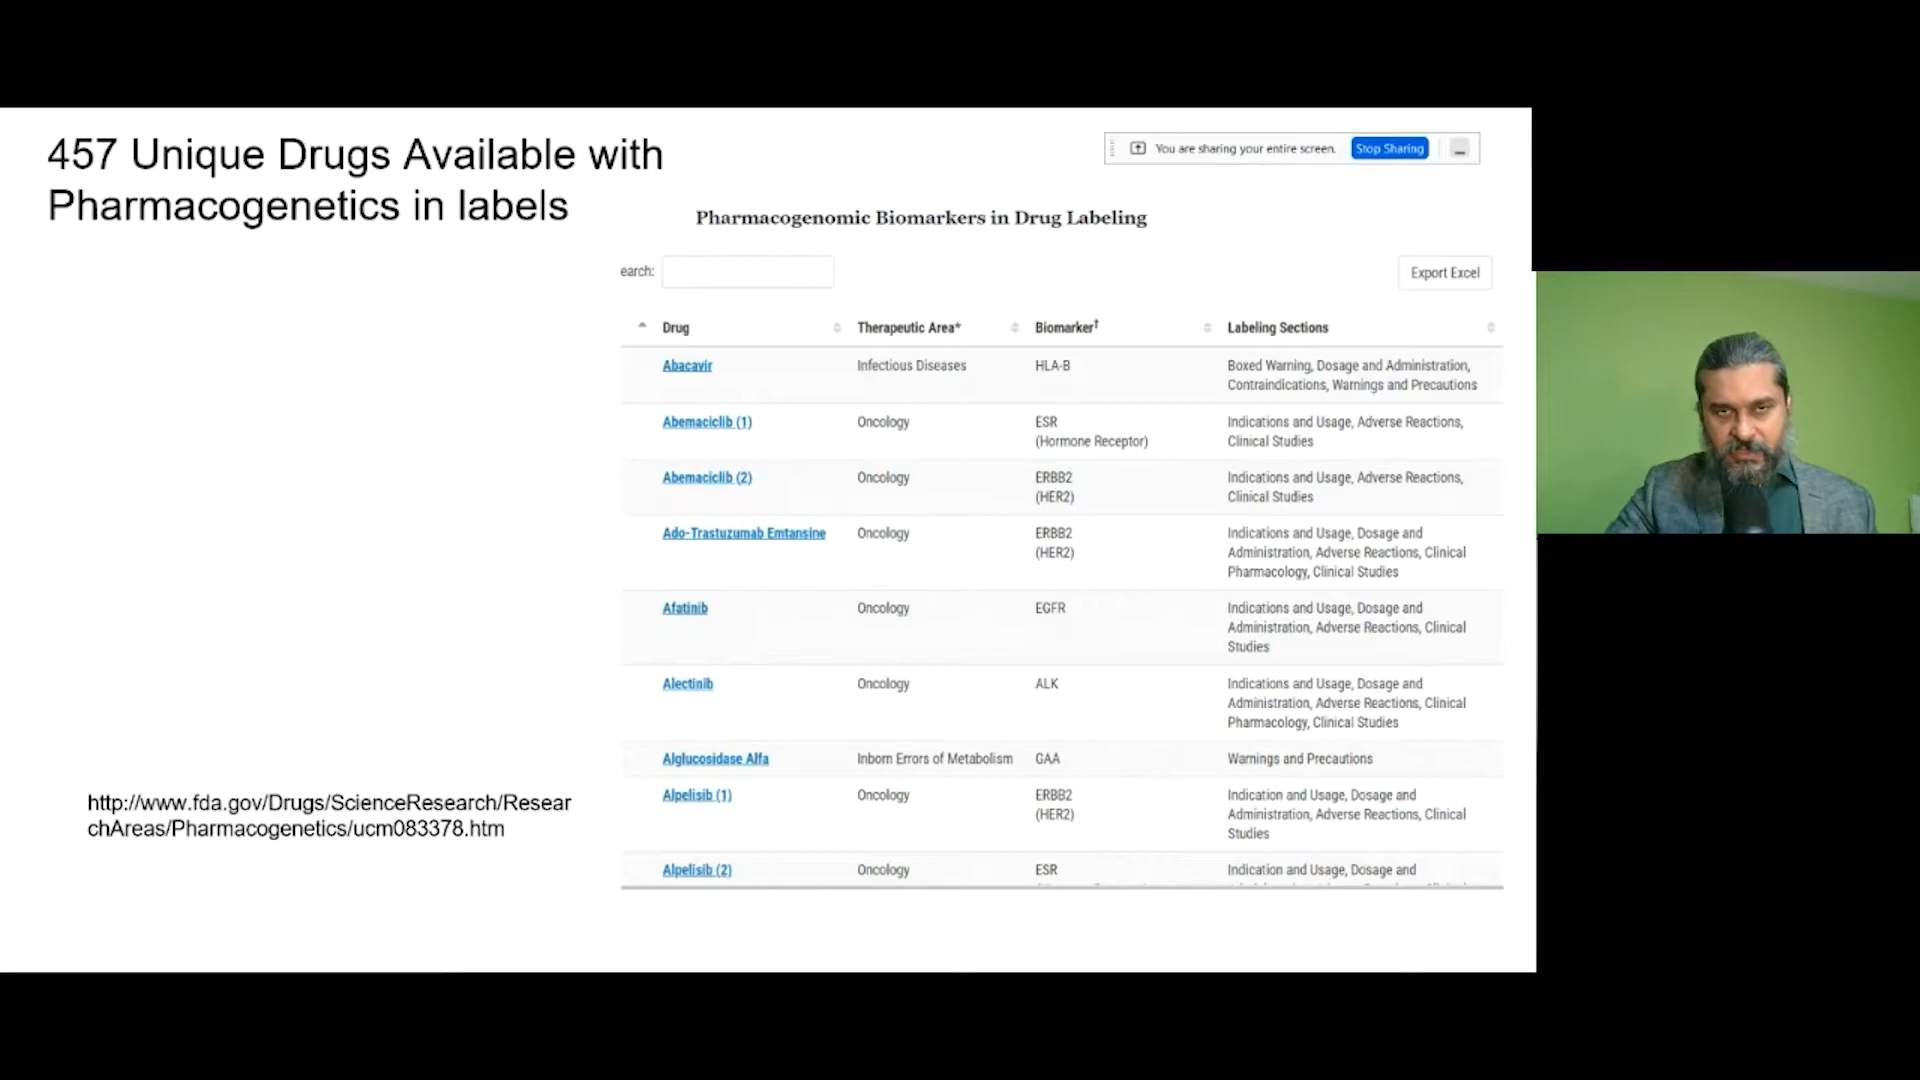 457 Unique Drugs Available with
Pharmacogenetics in labels
You are sharing your entire screen. Stop Sharing
Pharmacogenomic Biomarkers in Drug Labeling
earch:
Export Excel
Drug Therapeutic Area* Biomarker† Labeling Sections
Abacavir Infectious Diseases HLA-B Boxed Warning, Dosage and Administration,
Contraindications, Warnings and Precautions
Abemaciclib (1) Oncology ESR Indications and Usage, Adverse Reactions,
(Hormone Receptor) Clinical Studies
Abemaciclib (2) Oncology ERBB2 Indications and Usage, Adverse Reactions,
(HER2) Clinical Studies
Ado-Trastuzumab Emtansine Oncology ERBB2 Indications and Usage, Dosage and
(HER2) Administration, Adverse Reactions, Clinical
Pharmacology, Clinical Studies
Afatinib Oncology EGFR Indications and Usage, Dosage and
Administration, Adverse Reactions, Clinical
Studies
Alectinib Oncology ALK Indications and Usage, Dosage and
Administration, Adverse Reactions, Clinical
Pharmacology, Clinical Studies
Alglucosidase Alfa Inborn Errors of Metabolism GAA Warnings and Precautions
Alpelisib (1) Oncology ERBB2 Indication and Usage, Dosage and
(HER2) Administration, Adverse Reactions, Clinical
Studies
Alpelisib (2) Oncology ESR Indication and Usage, Dosage and
http://www.fda.gov/Drugs/ScienceResearch/Resear
chAreas/Pharmacogenetics/ucm083378.htm